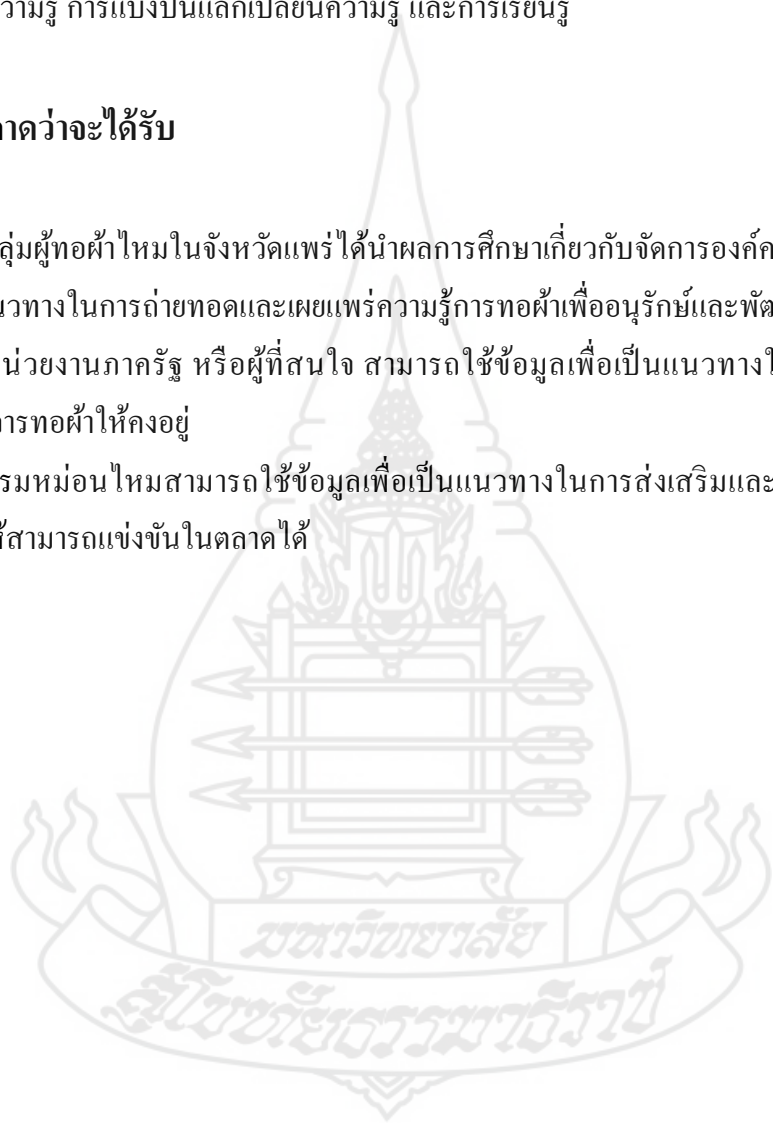 วามรู้ การแบ่งปันแลกเปลี่ยนความรู้ และการเรียนรู้
าดว่าจะได้รับ
ลุ่มผู้ทอผ้าไหมในจังหวัดแพร่ได้นำผลการศึกษาเกี่ยวกับจัดการองค์ค
นวทางในการถ่ายทอดและเผยแพร่ความรู้การทอผ้าเพื่ออนุรักษ์และพัฒ
น่วยงานภาครัฐ หรือผู้ที่สนใจ สามารถใช้ข้อมูลเพื่อเป็นแนวทางใ
ารทอผ้าให้คงอยู่
รมหม่อนไหมสามารถใช้ข้อมูลเพื่อเป็นแนวทางในการส่งเสริมและ
ห้สามารถแข่งขันในตลาดได้
มหาวิทยาลัย
สุโขทัยธรรมาธิราช